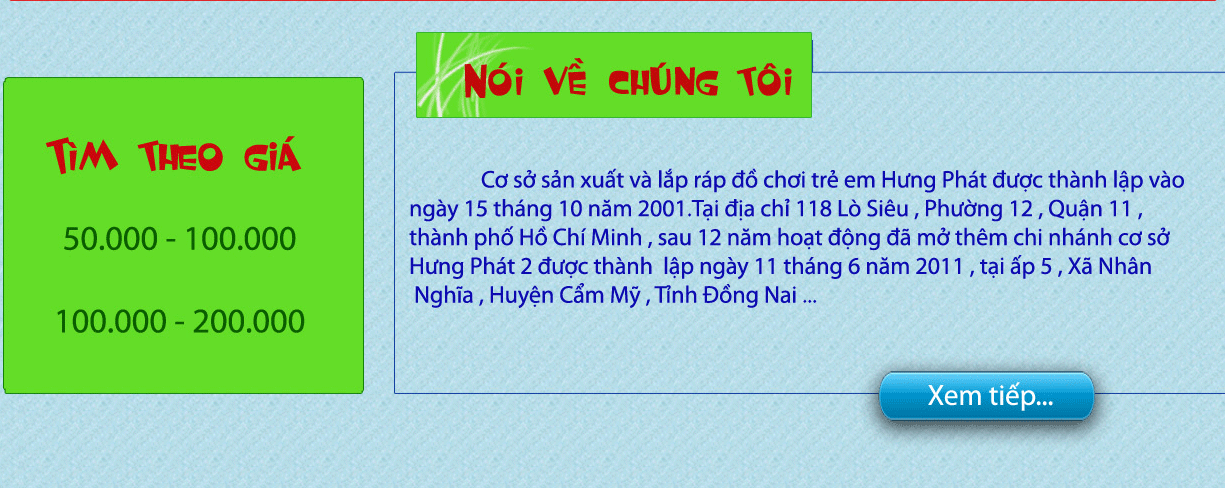 Tìm theo giá
50.000 - 100.000
100.000 - 200.000
Nói về chúng tôi
Cơ sở sản xuất và lắp ráp đồ chơi trẻ em Hưng Phát được thành lập vào
ngày 15 tháng 10 năm 2001.Tại địa chỉ 118 Lò Siêu , Phường 12 , Quận 11 ,
thành phố Hồ Chí Minh , sau 12 năm hoạt động đã mở thêm chi nhánh cơ sở
Hưng Phát 2 được thành lập ngày 11 tháng 6 năm 2011 , tại ấp 5 , Xã Nhân
Nghĩa , Huyện Cẩm Mỹ , Tỉnh Đồng Nai ...
Xem tiếp...